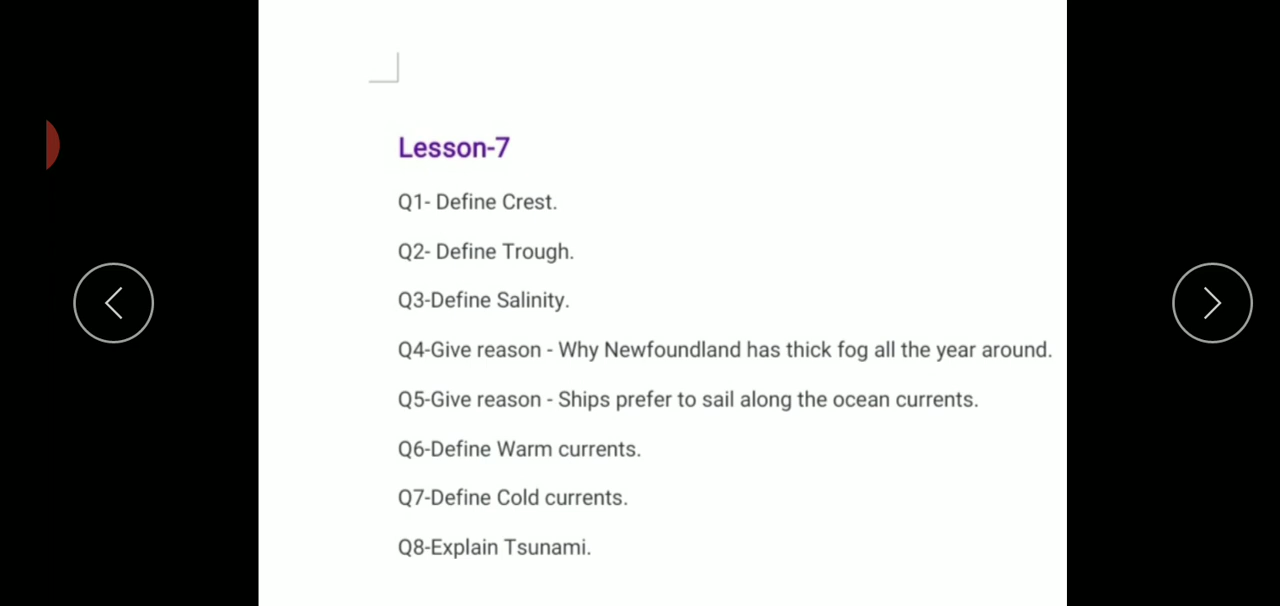 Lesson-7
Q1- Define Crest.
Q2- Define Trough.
Q3-Define Salinity.
Q4-Give reason - Why Newfoundland has thick fog all the year around.
Q5-Give reason - Ships prefer to sail along the ocean currents.
Q6-Define Warm currents.
Q7-Define Cold currents.
Q8-Explain Tsunami.